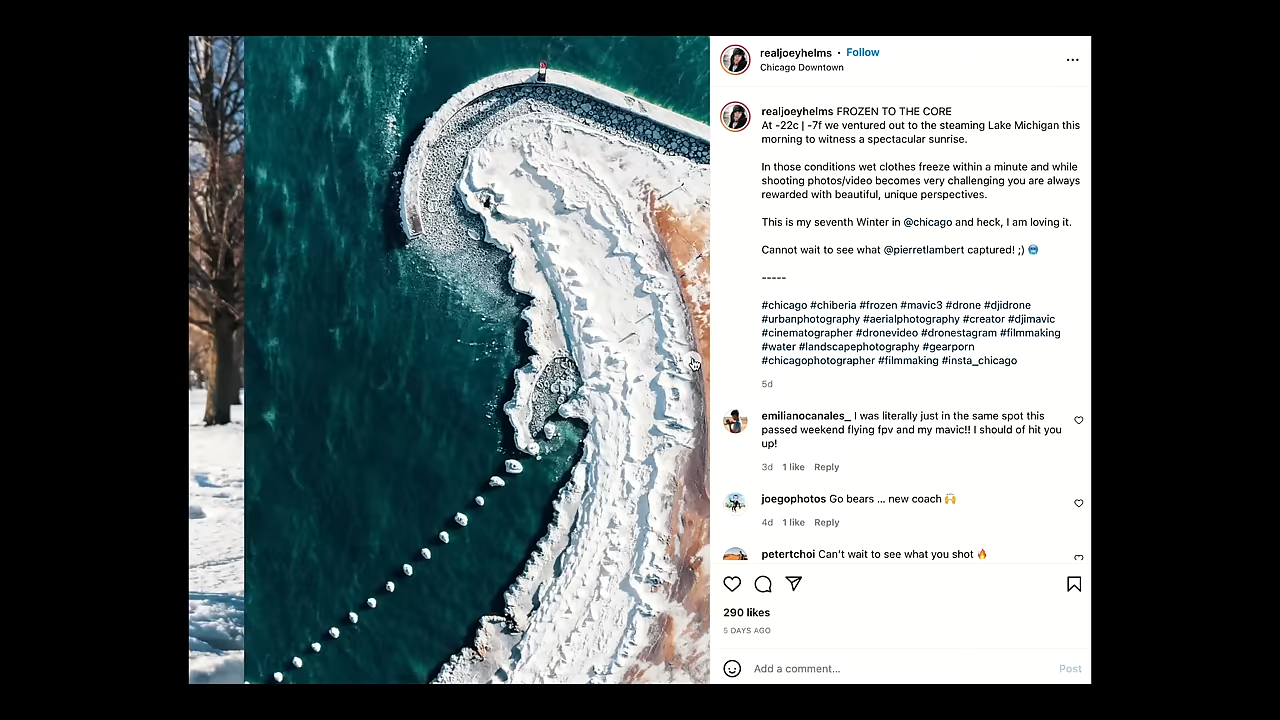 realjoeyhelms • Follow
Chicago Downtown
realjoeyhelms FROZEN TO THE CORE
At -22c | -7f we ventured out to the steaming Lake Michigan this
morning to witness a spectacular sunrise.
In those conditions wet clothes freeze within a minute and while
shooting photos/video becomes very challenging you are always
rewarded with beautiful, unique perspectives.
This is my seventh Winter in @chicago and heck, I am loving it.
Cannot wait to see what @pierretlambert captured! ;) 🥶
-----
#chicago #chiberia #frozen #mavic3 #drone #djidrone
#urbanphotography #aerialphotography #creator #djimavic
#cinematographer #dronevideo #dronestagram #filmmaking
#water #landscapephotography #gearporn
#chicagophotographer #filmmaking #insta_chicago
5d
emilianocanales_ I was literally just in the same spot this
passed weekend flying fpv and my mavic!! I should of hit you
up!
3d 1 like Reply
joegophotos Go bears ... new coach 🙌
4d 1 like Reply
petertchoi Can't wait to see what you shot 🔥
290 likes
5 DAYS AGO
Add a comment... Post